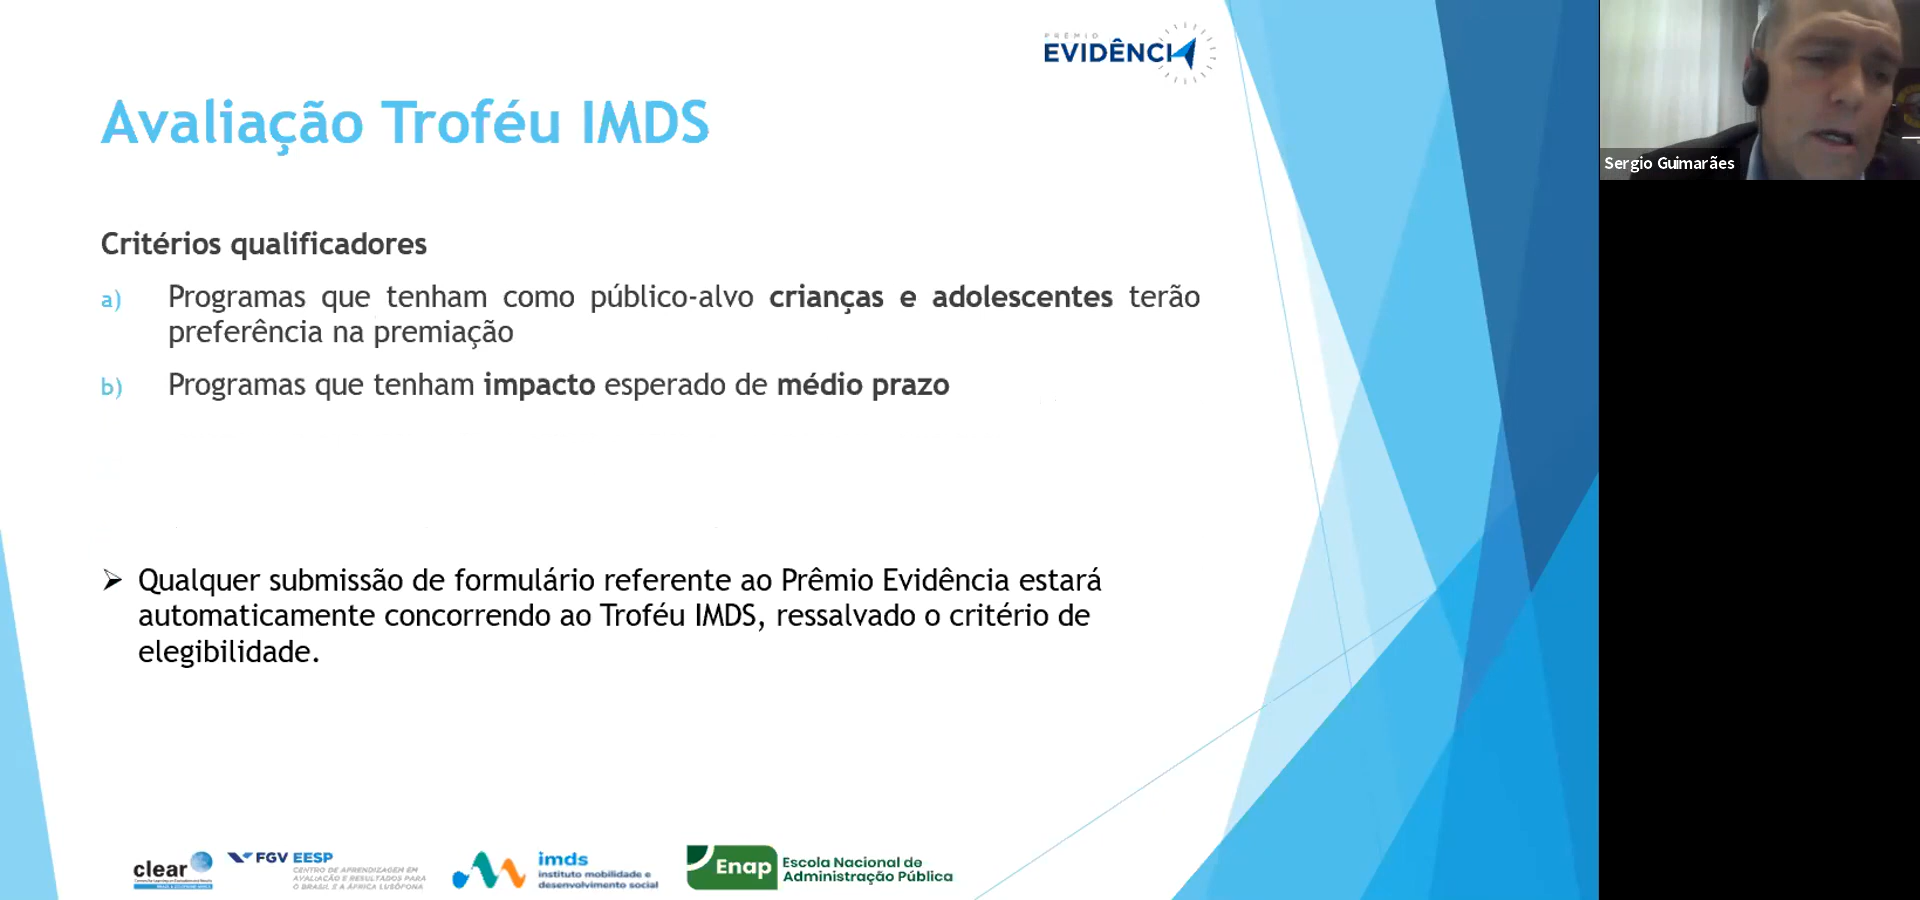 PRÊMIO
EVIDÊNCIA
Avaliação Troféu IMDS
Sergio Guimarães
Critérios qualificadores
a) Programas que tenham como público-alvo crianças e adolescentes terão
preferência na premiação
b) Programas que tenham impacto esperado de médio prazo
➢ Qualquer submissão de formulário referente ao Prêmio Evidência estará
automaticamente concorrendo ao Troféu IMDS, ressalvado o critério de
elegibilidade.
clear
FGV EESP
CENTRO DE APRENDIZAGEM EM
AVALIAÇÃO E RESULTADOS PARA
O BRASIL E A ÁFRICA LUSÓFONA
imds
instituto mobilidade e
desenvolvimento social
Enap
Escola Nacional de
Administração Pública